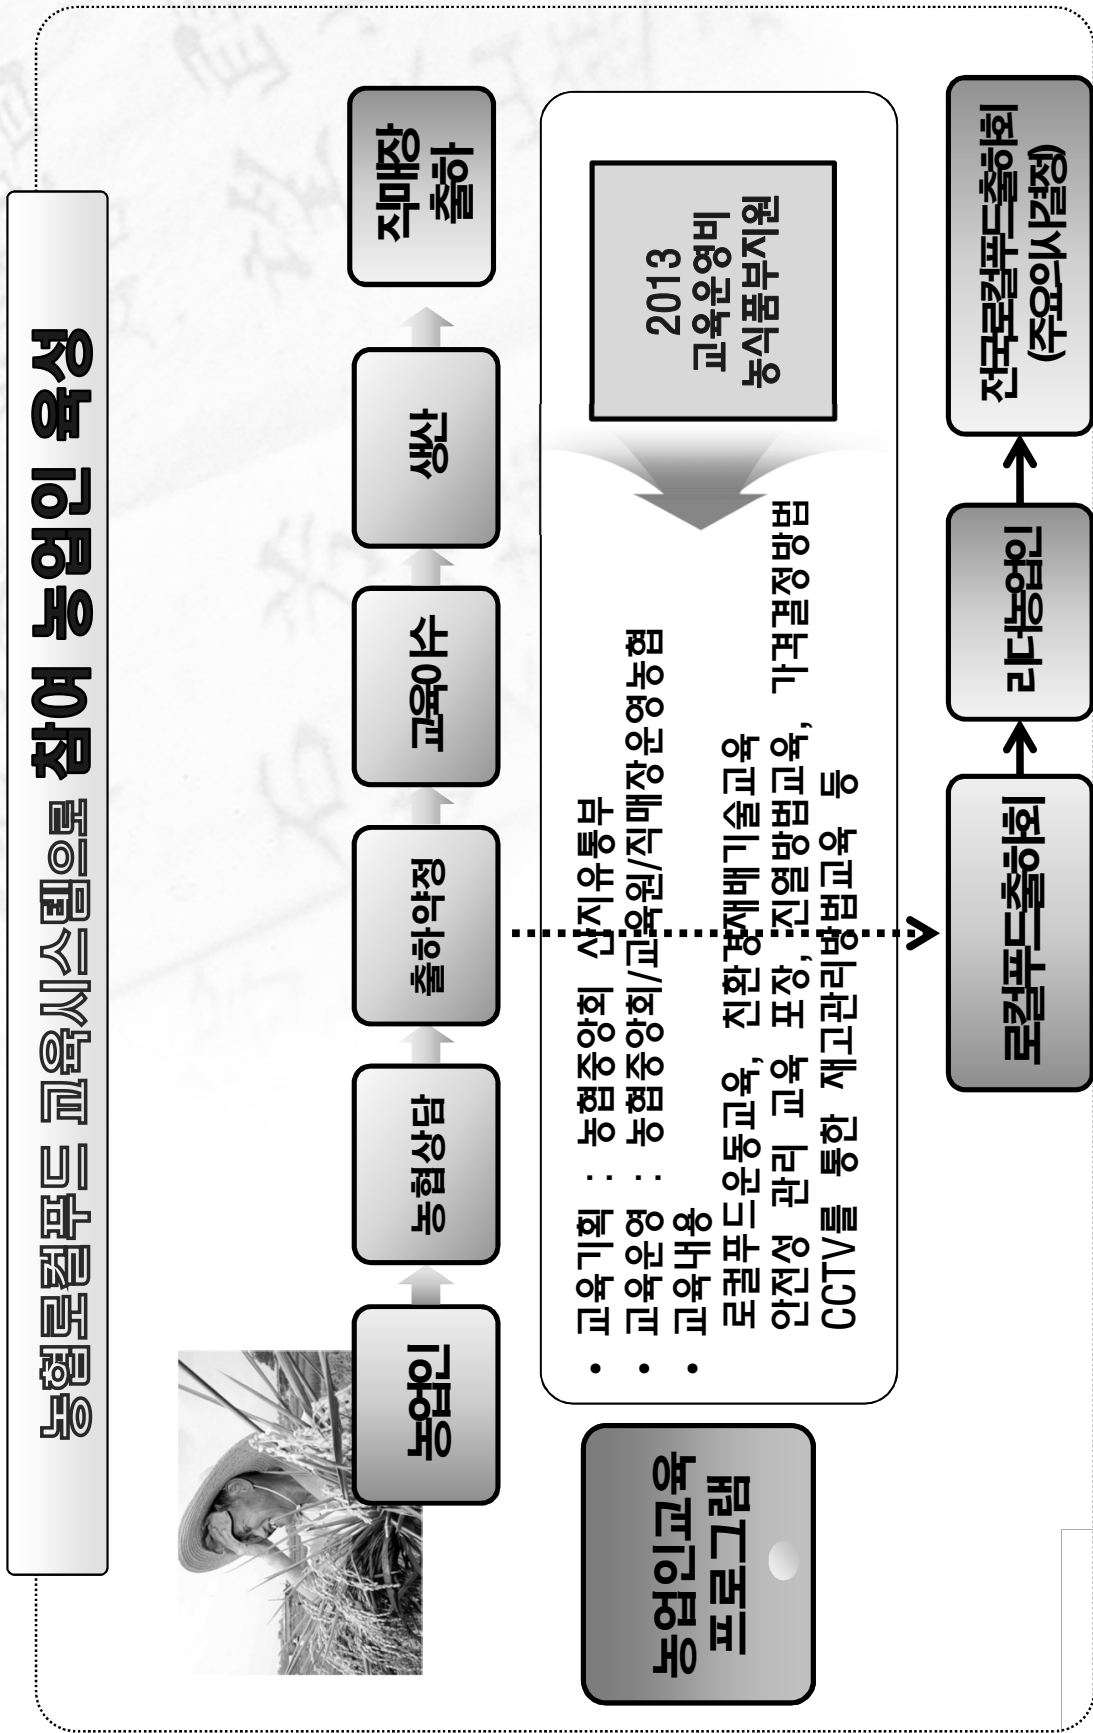 농협로컬푸드 교육시스템으로 참여 농업인 육성
농업인
농협상담
출하약정
교육이수
생산
직매장
출하
농업인교육
프로그램
• 교육기획 : 농협중앙회 산지유통부
• 교육운영 : 농협중앙회/교육원/직매장운영농협
• 교육내용
로컬푸드운동교육, 친환경재배기술교육
안전성 관리 교육 포장, 진열방법교육, 가격결정방법
CCTV를 통한 재고관리방법교육 등
2013
교육운영비
농식품부지원
로컬푸드출하회
리더농업인
전국로컬푸드출하회
(주요의사결정)